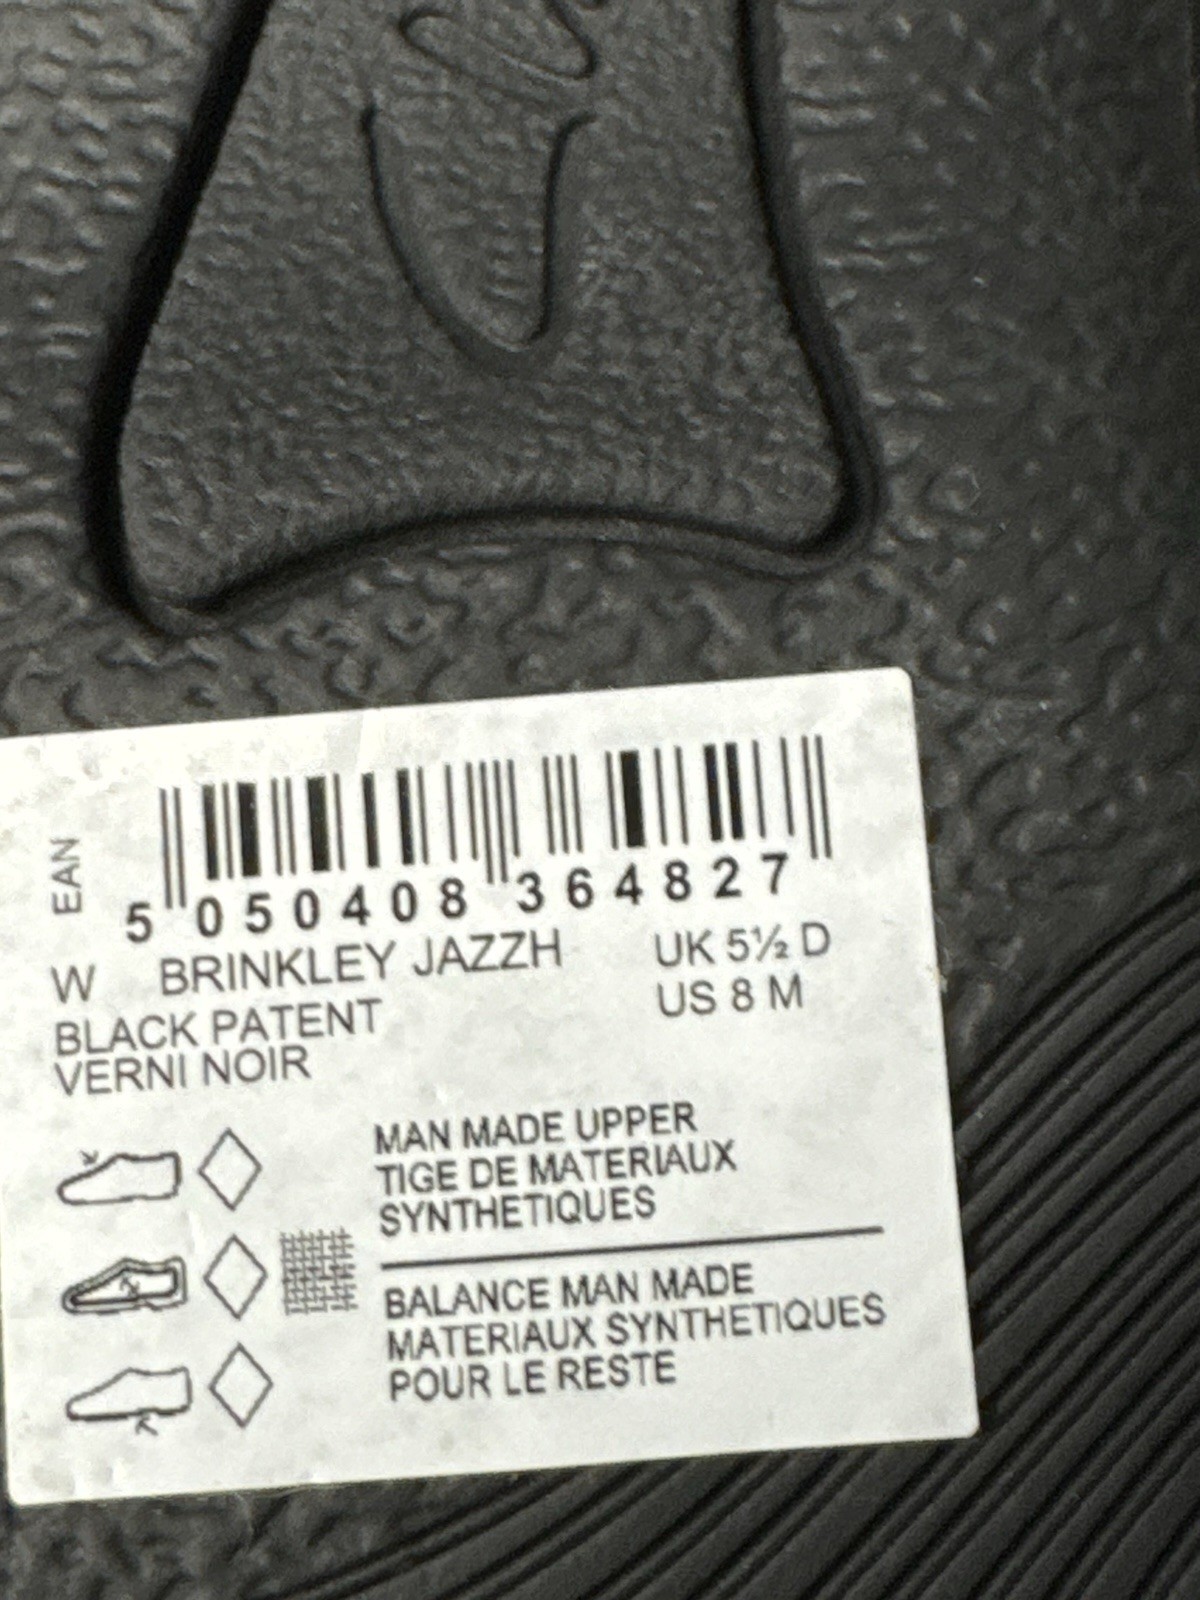 EAN
5 050408 364827
W BRINKLEY JAZZH UK 5½ D
BLACK PATENT US 8 M
VERNI NOIR
MAN MADE UPPER
TIGE DE MATERIAUX
SYNTHETIQUES
BALANCE MAN MADE
MATERIAUX SYNTHETIQUES
POUR LE RESTE